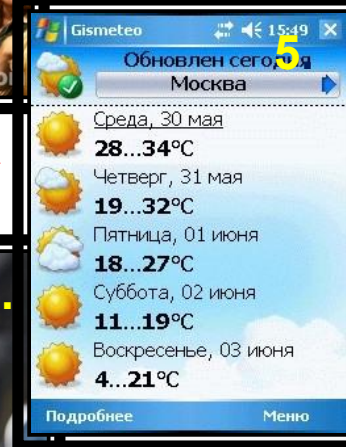 Gismeteo 15:49
5
Обновлен сегодня
Москва
Среда, 30 мая
28...34°C
Четверг, 31 мая
19...32°C
Пятница, 01 июня
18...27°C
Суббота, 02 июня
11...19°C
Воскресенье, 03 июня
4...21°C
Подробнее Меню